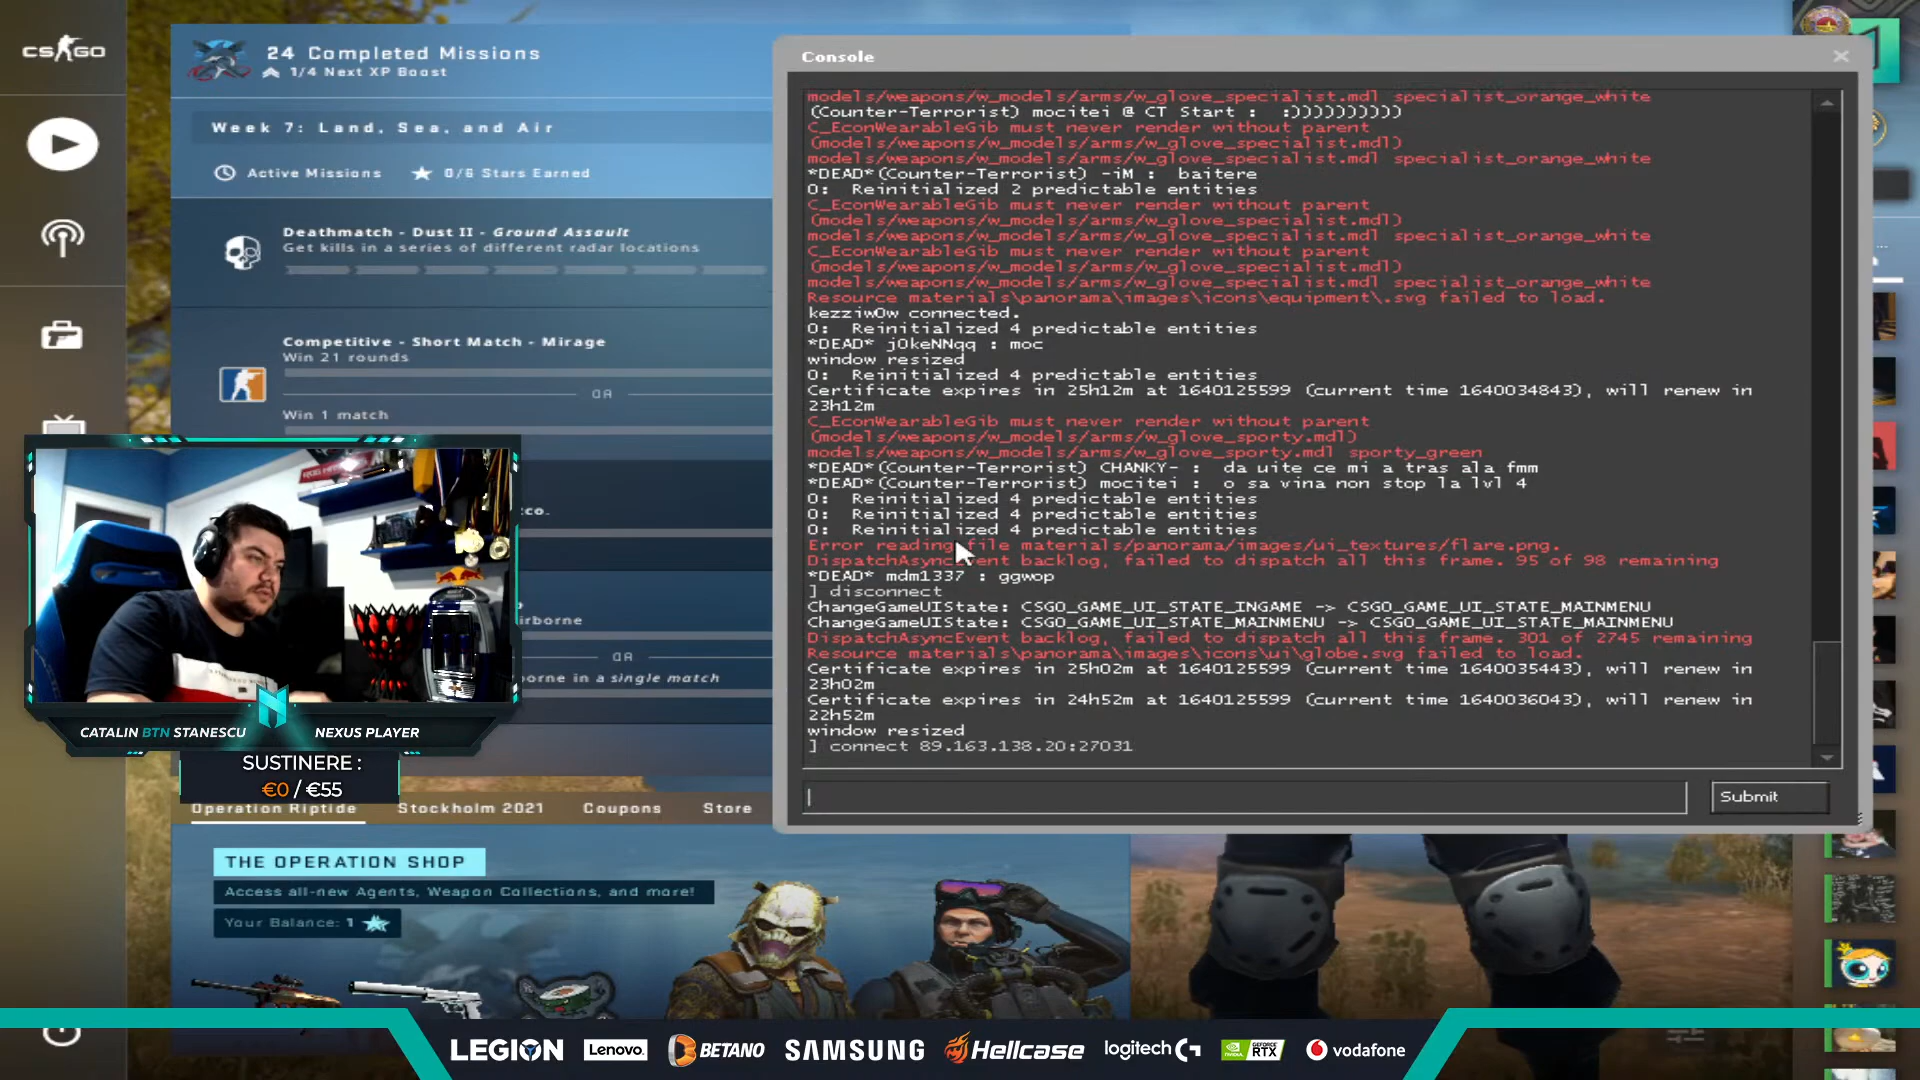 CS:GO
24 Completed Missions
1/4 Next XP Boost
Week 7: Land, Sea, and Air
Active Missions
0/6 Stars Earned
Deathmatch - Dust II - Ground Assault
Get kills in a series of different radar locations
Competitive - Short Match - Mirage
Win 21 rounds
OR
Win 1 match
co.
irborne
OR
borne in a single match
Console
models/weapons/w_models/arms/w_glove_specialist.mdl specialist_orange_white
(Counter-Terrorist) mocitei @ CT Start : :))))))))))
C_EconWearableGib must never render without parent
(models/weapons/w_models/arms/w_glove_specialist.mdl)
models/weapons/w_models/arms/w_glove_specialist.mdl specialist_orange_white
*DEAD*(Counter-Terrorist) -iM : baitere
0: Reinitialized 2 predictable entities
C_EconWearableGib must never render without parent
(models/weapons/w_models/arms/w_glove_specialist.mdl)
models/weapons/w_models/arms/w_glove_specialist.mdl specialist_orange_white
C_EconWearableGib must never render without parent
(models/weapons/w_models/arms/w_glove_specialist.mdl)
models/weapons/w_models/arms/w_glove_specialist.mdl specialist_orange_white
Resource materials\panorama\images\icons\equipment\.svg failed to load.
kezziw0w connected.
0: Reinitialized 4 predictable entities
*DEAD* j0keNNqq : moc
window resized
0: Reinitialized 4 predictable entities
Certificate expires in 25h12m at 1640125599 (current time 1640034843), will renew in
23h12m
C_EconWearableGib must never render without parent
(models/weapons/w_models/arms/w_glove_sporty.mdl)
models/weapons/w_models/arms/w_glove_sporty.mdl sporty_green
*DEAD*(Counter-Terrorist) CHANKY- : da uite ce mi a tras ala fmm
*DEAD*(Counter-Terrorist) mocitei : o sa vina non stop la lvl 4
0: Reinitialized 4 predictable entities
0: Reinitialized 4 predictable entities
0: Reinitialized 4 predictable entities
Error reading file materials/panorama/images/ui_textures/flare.png.
DispatchAsyncEvent backlog, failed to dispatch all this frame. 95 of 98 remaining
*DEAD* mdm1337 : ggwop
] disconnect
ChangeGameUIState: CSGO_GAME_UI_STATE_INGAME -> CSGO_GAME_UI_STATE_MAINMENU
ChangeGameUIState: CSGO_GAME_UI_STATE_MAINMENU -> CSGO_GAME_UI_STATE_MAINMENU
DispatchAsyncEvent backlog, failed to dispatch all this frame. 301 of 2745 remaining
Resource materials\panorama\images\icons\ui\globe.svg failed to load.
Certificate expires in 25h02m at 1640125599 (current time 1640035443), will renew in
23h02m
Certificate expires in 24h52m at 1640125599 (current time 1640036043), will renew in
22h52m
window resized
] connect 89.163.138.20:27031
Submit
CATALIN BTN STANESCU
NEXUS PLAYER
SUSTINERE :
€0 / €55
Operation Riptide
Stockholm 2021
Coupons
Store
THE OPERATION SHOP
Access all-new Agents, Weapon Collections, and more!
Your Balance: 1
LEGION
Lenovo
BETANO
SAMSUNG
Hellcase
logitech G
GEFORCE RTX
vodafone